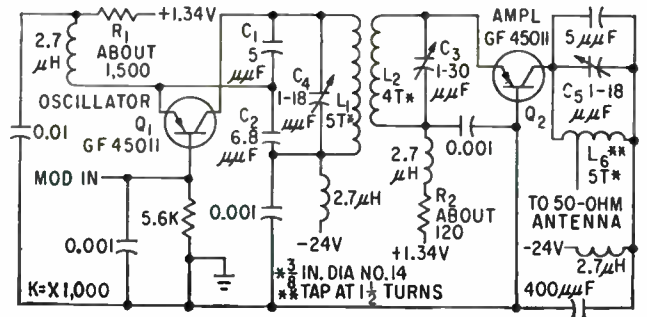 R1
ABOUT
1,500
+1.34V
2.7
μH
OSCILLATOR
Q1
GF 45011
0.01
MOD IN
0.001
5.6K
K=X1,000
C1
5
μμF
C2
6.8
μμF
0.001
C4
1-18
μμF
L1
5T*
2.7μH
-24V
* 3/8 IN. DIA NO.14
** TAP AT 1 1/2 TURNS
L2
4T*
C3
1-30
μμF
0.001
2.7
μH
R2
ABOUT
120
+1.34V
AMPL
GF 45011
Q2
5μμF
C5 1-18
μμF
L6**
5T*
TO 50-OHM
ANTENNA
-24V
2.7μH
400μμF